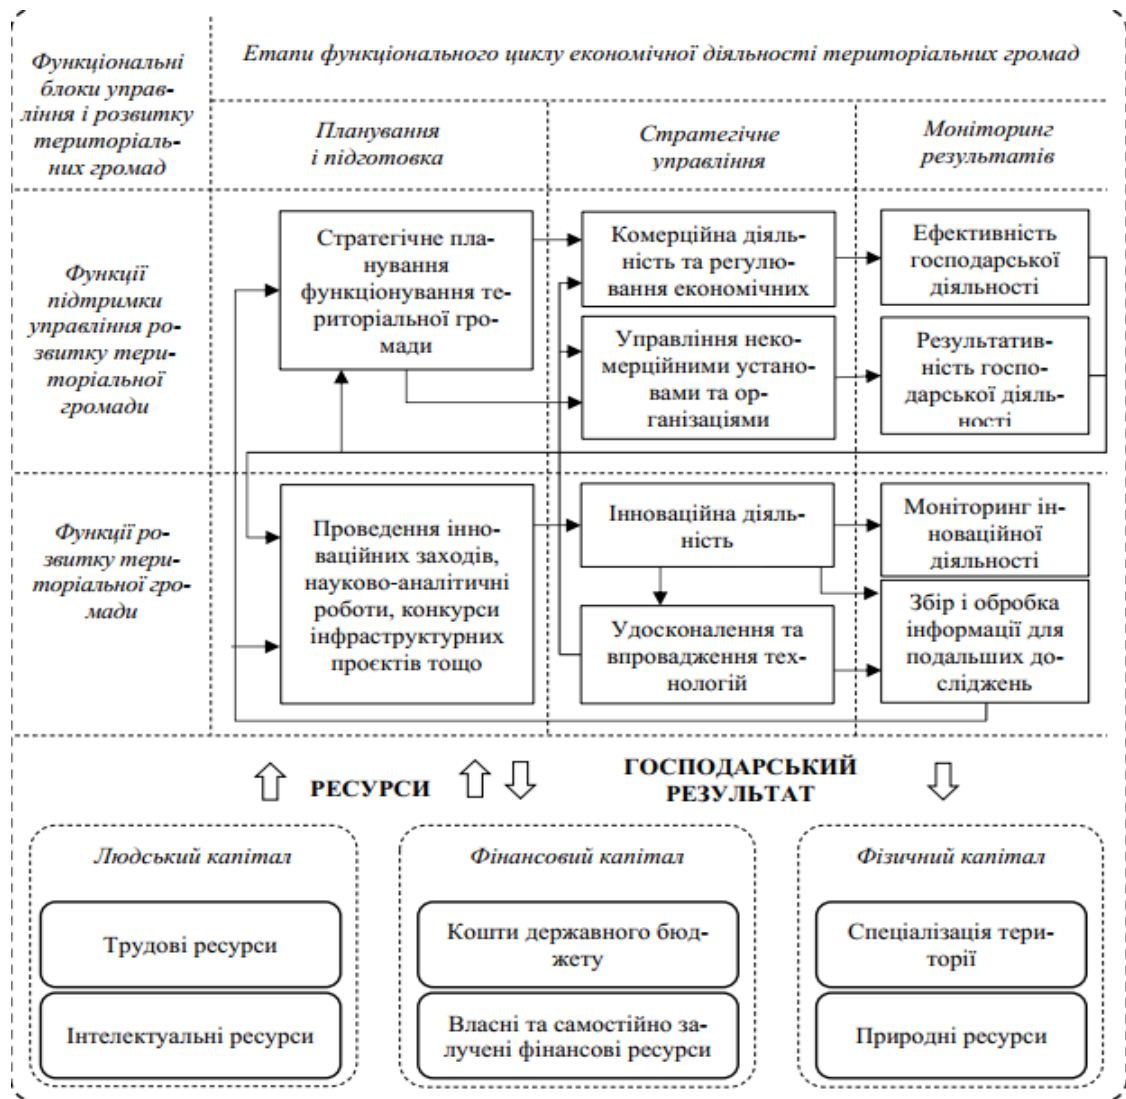 Функціональні
блоки управ-
ління і розвитку
територіаль-
них громад
Етапи функціонального циклу економічної діяльності територіальних громад
Планування
і підготовка
Стратегічне
управління
Моніторинг
результатів
Функції
підтримки
управління ро-
звитку тери-
торіальної
громади
Стратегічне пла-
нування
функціонування те-
риторіальної гро-
мади
Комерційна діяль-
ність та регулю-
вання економічних
Управління неко-
мерційними устано-
вами та ор-
ганізаціями
Ефективність
господарської
діяльності
Результатив-
ність госпо-
дарської діяль-
ності
Функції ро-
звитку тери-
торіальної гро-
мади
Проведення інно-
ваційних заходів,
науково-аналітичні
роботи, конкурси
інфраструктурних
проєктів тощо
Інноваційна діяль-
ність
Удосконалення та
впровадження тех-
нологій
Моніторинг ін-
новаційної
діяльності
Збір і обробка
інформації для
подальших до-
сліджень
РЕСУРСИ
ГОСПОДАРСЬКИЙ
РЕЗУЛЬТАТ
Людський капітал
Трудові ресурси
Інтелектуальні ресурси
Фінансовий капітал
Кошти державного бюд-
жету
Власні та самостійно за-
лучені фінансові ресурси
Фізичний капітал
Спеціалізація тери-
торії
Природні ресурси